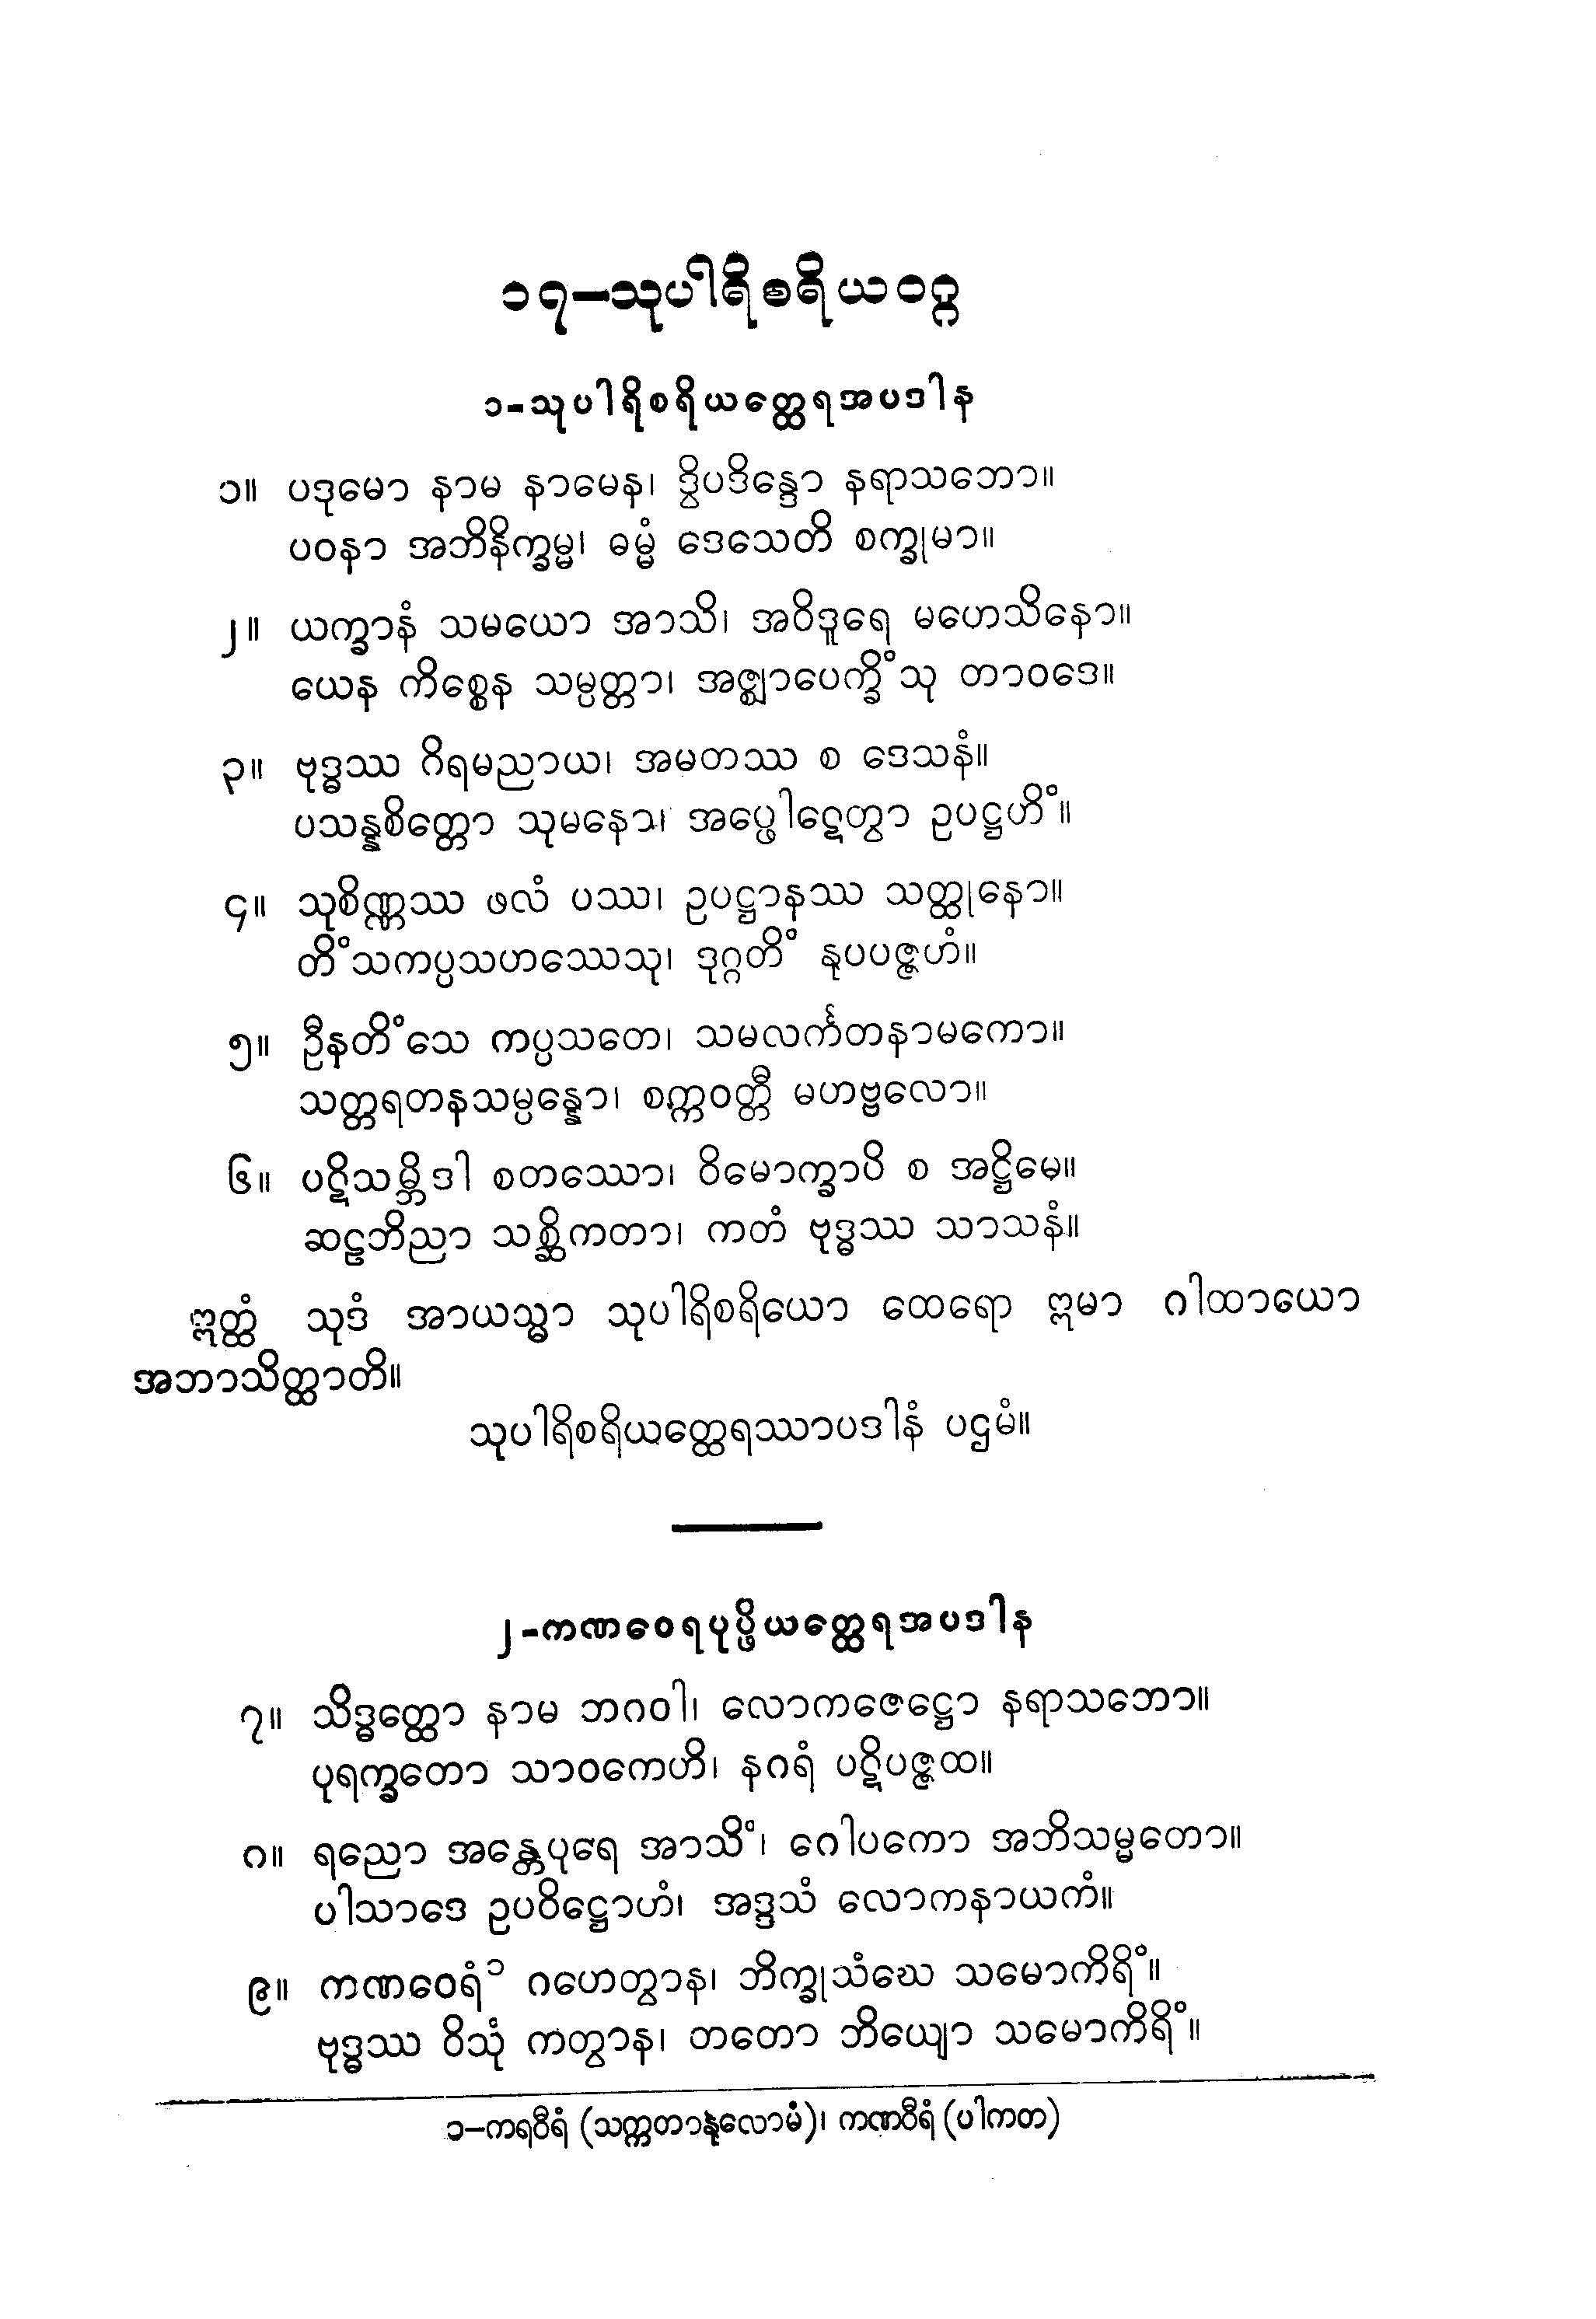 ၁၇–သုပါရိစရိယဝဂ္ဂ
၁-သုပါရိစရိယတ္ထေရအပဒါန
၁။ ပဒုမော နာမ နာမေန၊ ဒွိပဒိန္ဒော နရာသဘော။
ပဝနာ အဘိနိက္ခမ္မ၊ ဓမ္မံ ဒေသေတိ စက္ခုမာ။
၂။ ယက္ခာနံ သမယော အာသိ၊ အဝိဒူရေ မဟေသိနော။
ယေန ကိစ္စေန သမ္ပတ္တာ၊ အဇ္ဈာပေက္ခိံသု တာဝဒေ။
၃။ ဗုဒ္ဓဿ ဂိရမညာယ၊ အမတဿ စ ဒေသနံ။
ပသန္နစိတ္တော သုမနော၊ အပ္ဖေါဋေတွာ ဥပဋ္ဌဟိံ။
၄။ သုစိဏ္ဏဿ ဖလံ ပဿ၊ ဥပဋ္ဌာနဿ သတ္ထုနော။
တိံသကပ္ပသဟဿေသု၊ ဒုဂ္ဂတိံ နုပပဇ္ဇဟံ။
၅။ ဦနတိံသေ ကပ္ပသတေ၊ သမလင်္ကတနာမကော။
သတ္တရတနသမ္ပန္နော၊ စက္ကဝတ္တီ မဟဗ္ဗလော။
၆။ ပဋိသမ္ဘိဒါ စတဿော၊ ဝိမောက္ခာပိ စ အဋ္ဌိမေ။
ဆဠဘိညာ သစ္ဆိကတာ၊ ကတံ ဗုဒ္ဓဿ သာသနံ။
ဣတ္ထံ သုဒံ အာယသ္မာ သုပါရိစရိယော ထေရော ဣမာ ဂါထာယော
အဘာသိတ္ထာတိ။
သုပါရိစရိယတ္ထေရဿာပဒါနံ ပဌမံ။
၂-ကဏဝေရပုပ္ဖိယတ္ထေရအပဒါန
၇။ သိဒ္ဓတ္ထော နာမ ဘဂဝါ၊ လောကဇေဋ္ဌော နရာသဘော။
ပုရက္ခတော သာဝကေဟိ၊ နဂရံ ပဋိပဇ္ဇထ။
၈။ ရညော အန္တေပုရေ အာသိံ၊ ဂေါပကော အဘိသမ္မတော။
ပါသာဒေ ဥပဝိဋ္ဌောဟံ၊ အဒ္ဒသံ လောကနာယကံ။
၉။ ကဏဝေရံ၁ ဂဟေတွာန၊ ဘိက္ခုသံဃေ သမောကိရိံ။
ဗုဒ္ဓဿ ဝိသုံ ကတွာန၊ တတော ဘိယျော သမောကိရိံ။
၁–ကရဝီရံ (သက္ကတာနုလောမံ)၊ ကဏဝီရံ (ပါကတ)